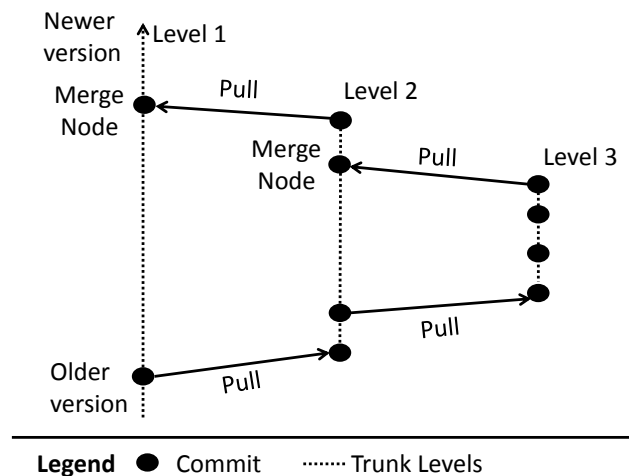 Newer
version
Level 1
Merge
Node
Pull
Level 2
Merge
Node
Pull
Level 3
Pull
Older
version
Pull
Legend Commit Trunk Levels